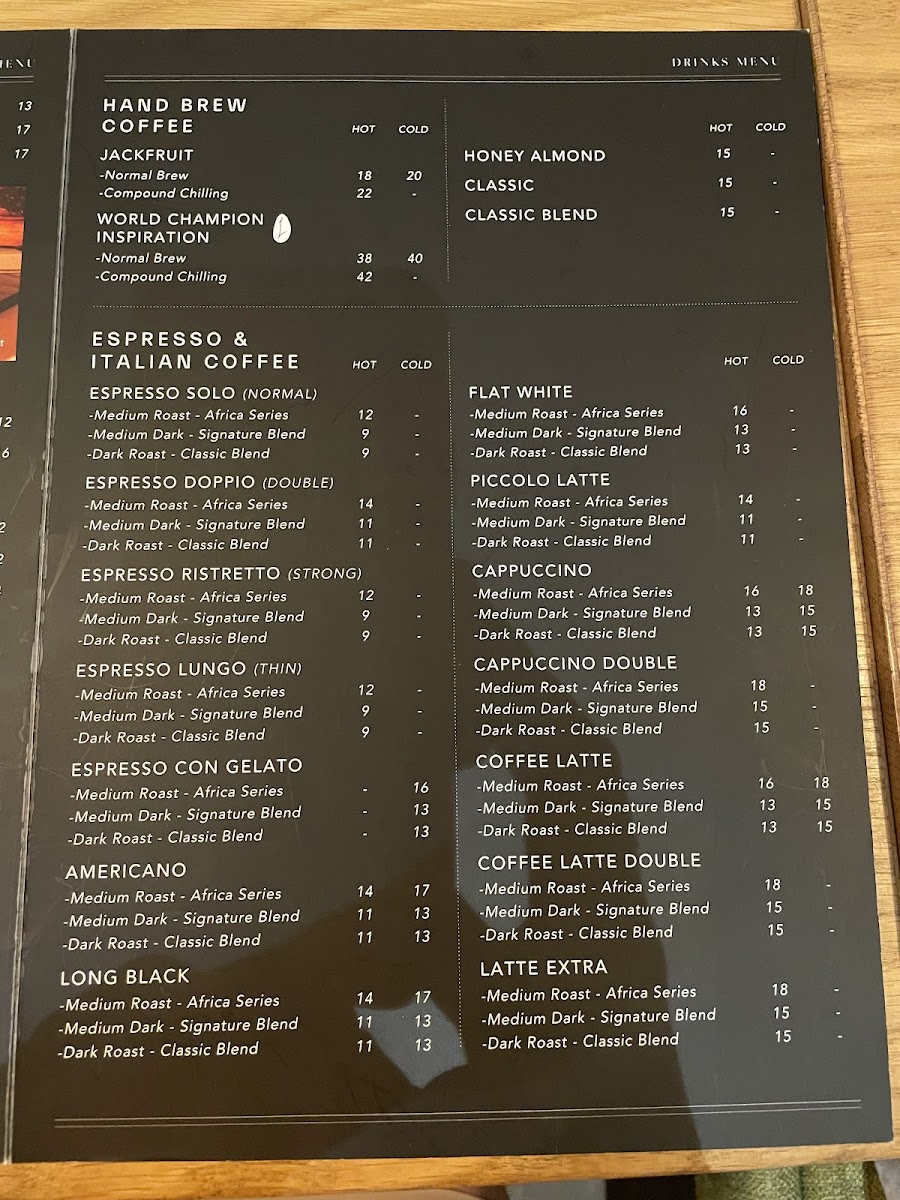 MENU
13
17
17
12
6
2
2
DRINKS MENU
HAND BREW
COFFEE HOT COLD
JACKFRUIT
-Normal Brew 18 20
-Compound Chilling 22 -
WORLD CHAMPION
INSPIRATION
-Normal Brew 38 40
-Compound Chilling 42 -
HOT COLD
HONEY ALMOND 15 -
CLASSIC 15 -
CLASSIC BLEND 15 -
ESPRESSO &
ITALIAN COFFEE HOT COLD
ESPRESSO SOLO (NORMAL)
-Medium Roast - Africa Series 12 -
-Medium Dark - Signature Blend 9 -
-Dark Roast - Classic Blend 9 -
ESPRESSO DOPPIO (DOUBLE)
-Medium Roast - Africa Series 14 -
-Medium Dark - Signature Blend 11 -
-Dark Roast - Classic Blend 11 -
ESPRESSO RISTRETTO (STRONG)
-Medium Roast - Africa Series 12 -
-Medium Dark - Signature Blend 9 -
-Dark Roast - Classic Blend 9 -
ESPRESSO LUNGO (THIN)
-Medium Roast - Africa Series 12 -
-Medium Dark - Signature Blend 9 -
-Dark Roast - Classic Blend 9 -
ESPRESSO CON GELATO
-Medium Roast - Africa Series - 16
-Medium Dark - Signature Blend - 13
-Dark Roast - Classic Blend - 13
AMERICANO
-Medium Roast - Africa Series 14 17
-Medium Dark - Signature Blend 11 13
-Dark Roast - Classic Blend 11 13
LONG BLACK
-Medium Roast - Africa Series 14 17
-Medium Dark - Signature Blend 11 13
-Dark Roast - Classic Blend 11 13
HOT COLD
FLAT WHITE
-Medium Roast - Africa Series 16 -
-Medium Dark - Signature Blend 13 -
-Dark Roast - Classic Blend 13 -
PICCOLO LATTE
-Medium Roast - Africa Series 14 -
-Medium Dark - Signature Blend 11 -
-Dark Roast - Classic Blend 11 -
CAPPUCCINO
-Medium Roast - Africa Series 16 18
-Medium Dark - Signature Blend 13 15
-Dark Roast - Classic Blend 13 15
CAPPUCCINO DOUBLE
-Medium Roast - Africa Series 18 -
-Medium Dark - Signature Blend 15 -
-Dark Roast - Classic Blend 15 -
COFFEE LATTE
-Medium Roast - Africa Series 16 18
-Medium Dark - Signature Blend 13 15
-Dark Roast - Classic Blend 13 15
COFFEE LATTE DOUBLE
-Medium Roast - Africa Series 18 -
-Medium Dark - Signature Blend 15 -
-Dark Roast - Classic Blend 15 -
LATTE EXTRA
-Medium Roast - Africa Series 18 -
-Medium Dark - Signature Blend 15 -
-Dark Roast - Classic Blend 15 -